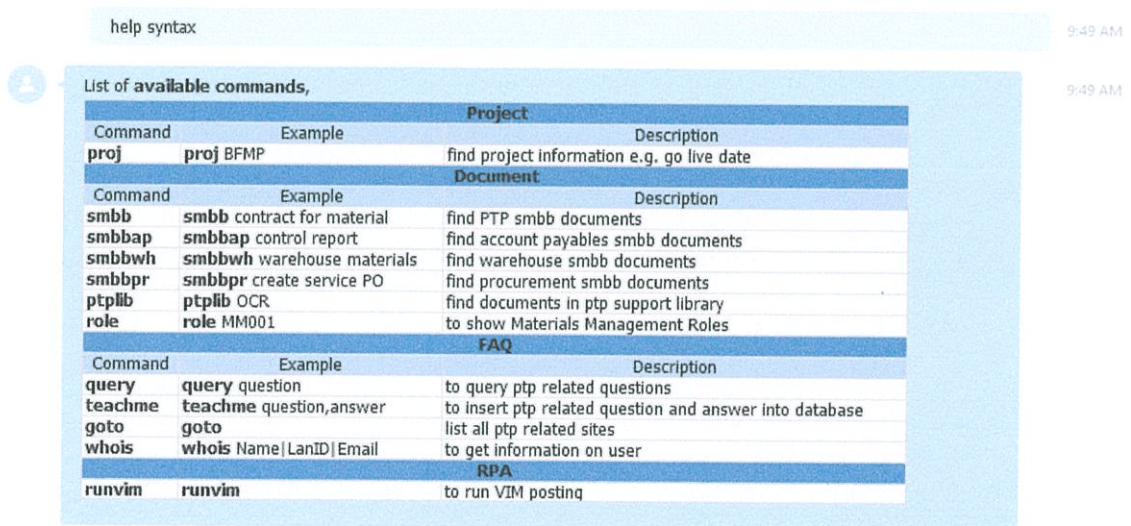 help syntax
9:49 AM
List of available commands,
9:49 AM
Project
Command Example Description
proj proj BFMP find project information e.g. go live date
Document
Command Example Description
smbb smbb contract for material find PTP smbb documents
smbbap smbbap control report find account payables smbb documents
smbbwh smbbwh warehouse materials find warehouse smbb documents
smbbpr smbbpr create service PO find procurement smbb documents
ptplib ptplib OCR find documents in ptp support library
role role MM001 to show Materials Management Roles
FAQ
Command Example Description
query query question to query ptp related questions
teachme teachme question,answer to insert ptp related question and answer into database
goto goto list all ptp related sites
whois whois Name|LanID|Email to get information on user
RPA
runvim runvim to run VIM posting